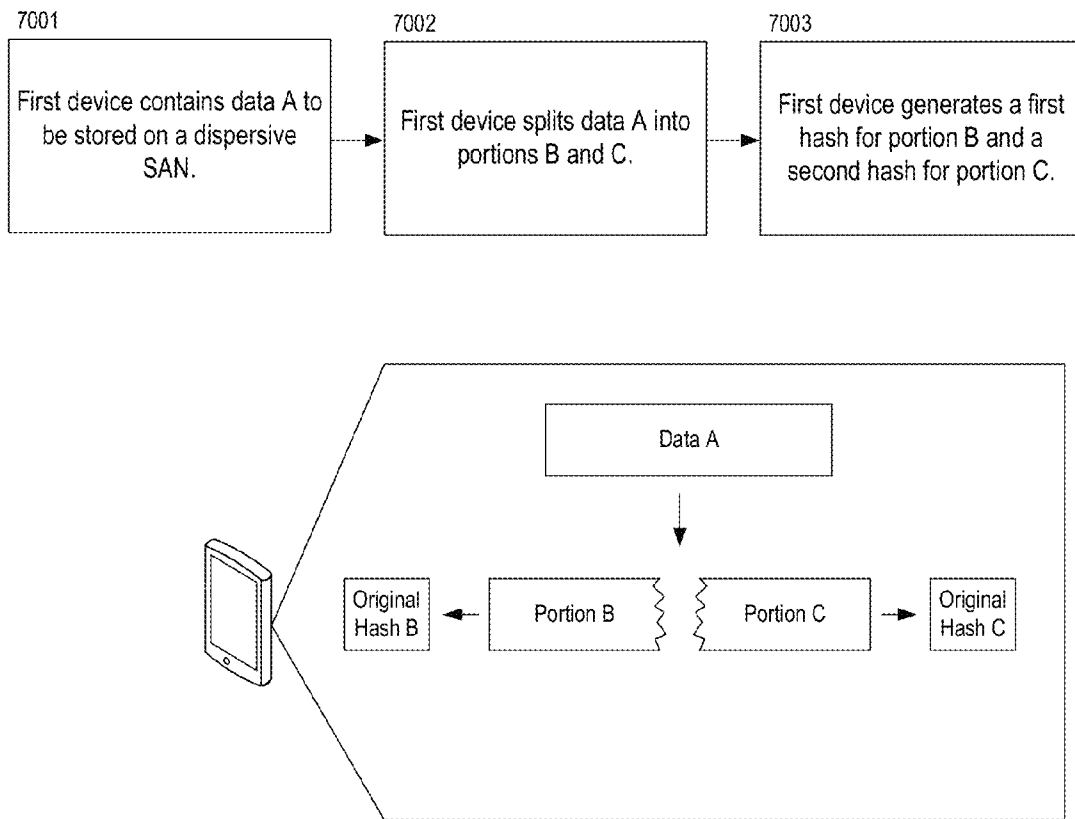 7001
First device contains data A to
be stored on a dispersive
SAN.
7002
First device splits data A into
portions B and C.
7003
First device generates a first
hash for portion B and a
second hash for portion C.
Data A
Original
Hash B
Portion B
Portion C
Original
Hash C